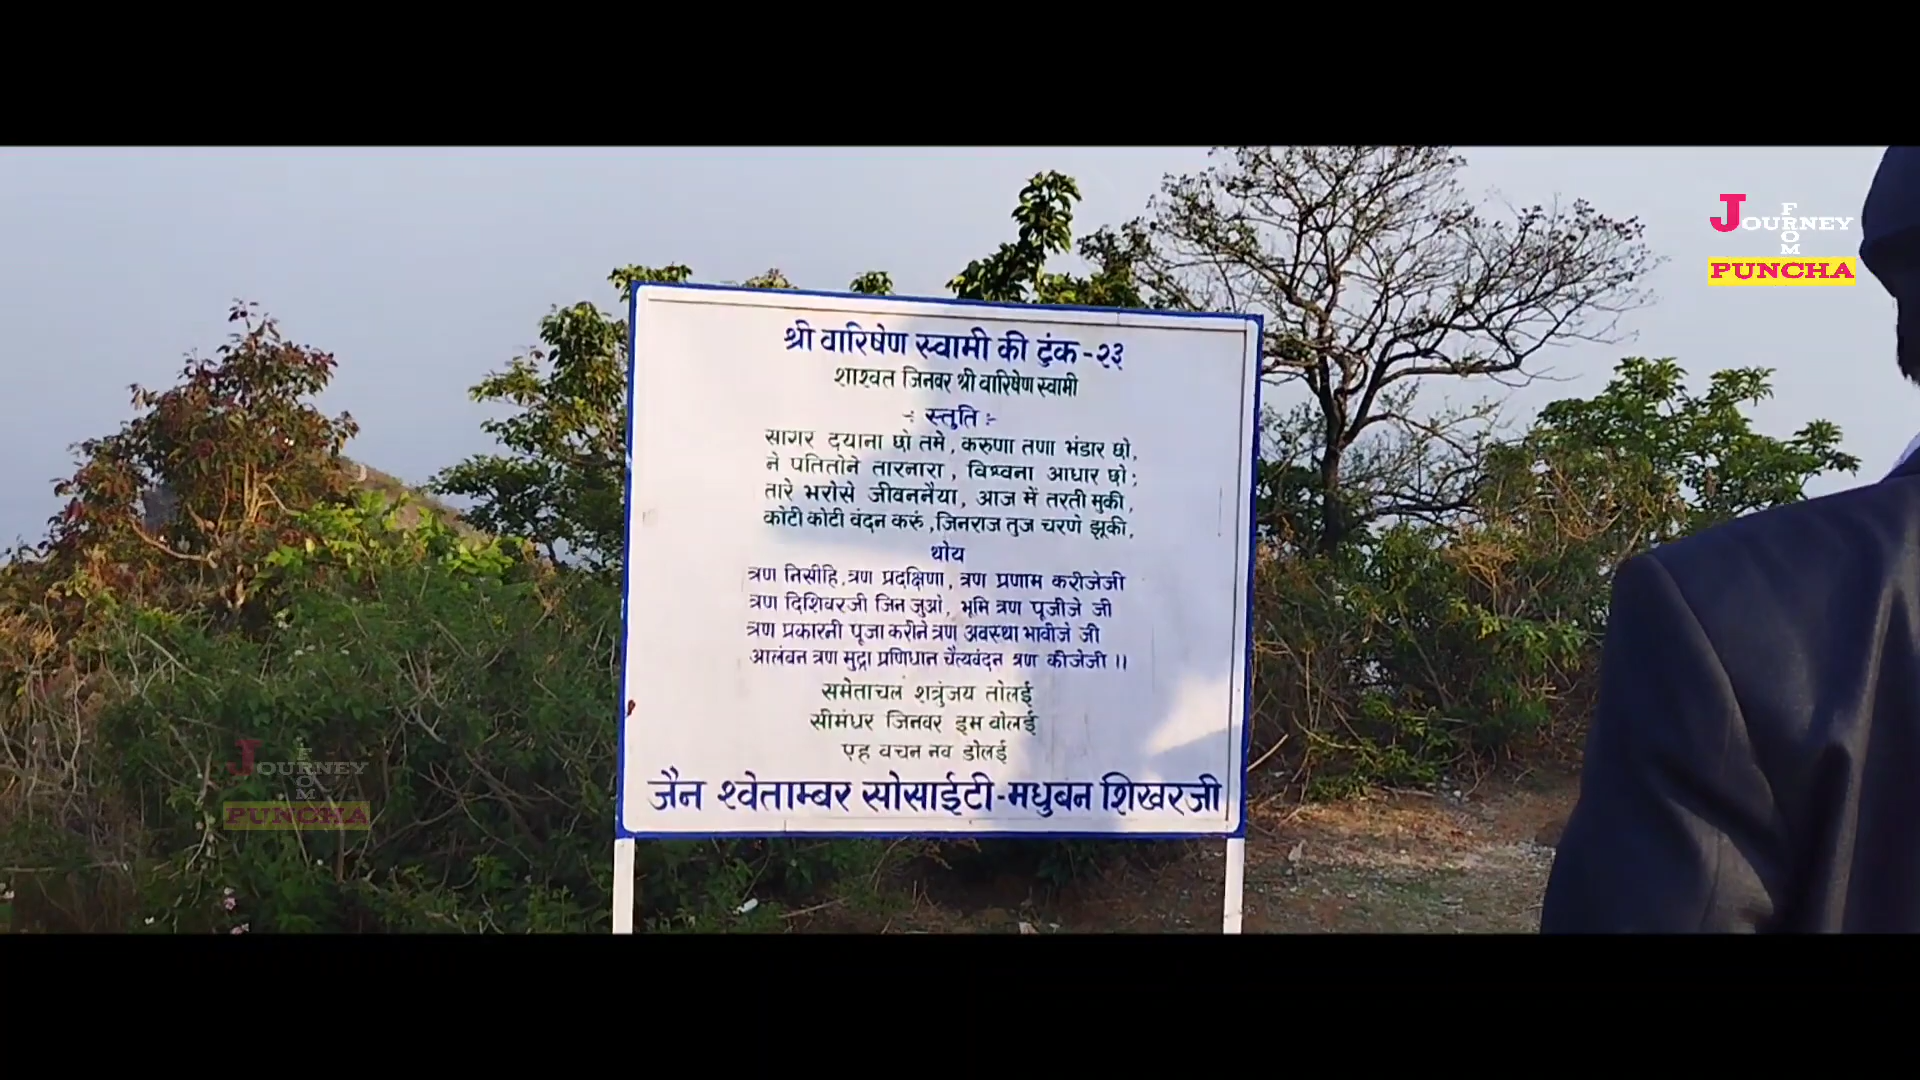 श्री वारिषेण स्वामी की टुंक-२३
शाश्वत जिनवर श्री वारिषेण स्वामी
-: स्तुति :-
सागर दयाना छो तमे, करुणा तणा भंडार छो,
ने पतितोने तारनारा, विश्वना आधार छो;
तारे भरोसे जीवननैया, आज में तरती मुकी,
कोटी कोटी वंदन करुं, जिनराज तुज चरणे झूकी,
थोय
त्रण निसीहि, त्रण प्रदक्षिणा, त्रण प्रणाम करीजेजी
त्रण दिशिवरजी जिन जुओ, भूमि त्रण पूजीजे जी
त्रण प्रकारनी पूजा करीने त्रण अवस्था भावीजे जी
आलंबन त्रण मुद्रा प्रणिधान चैत्यवंदन त्रण कीजेजी ।।
समेताचल शत्रुंजय तोलई
सीमंधर जिनवर इम बोलई
एह वचन नव डोलई
जैन श्वेताम्बर सोसाईटी-मधुबन शिखरजी
JOURNEY
FROM
PUNCHA
JOURNEY
FROM
PUNCHA